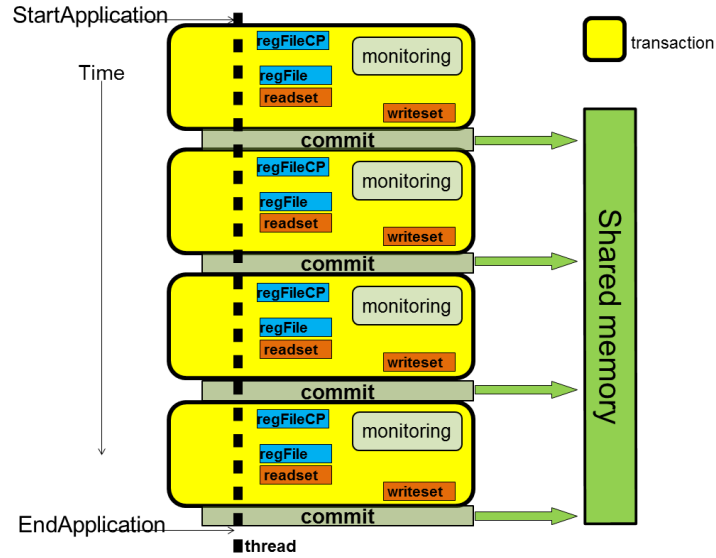 StartApplication
regFileCP
monitoring
transaction
Time
regFile
readset
writeset
commit
regFileCP
monitoring
regFile
readset
writeset
commit
regFileCP
monitoring
regFile
readset
writeset
commit
regFileCP
monitoring
regFile
readset
writeset
commit
Shared memory
EndApplication
thread